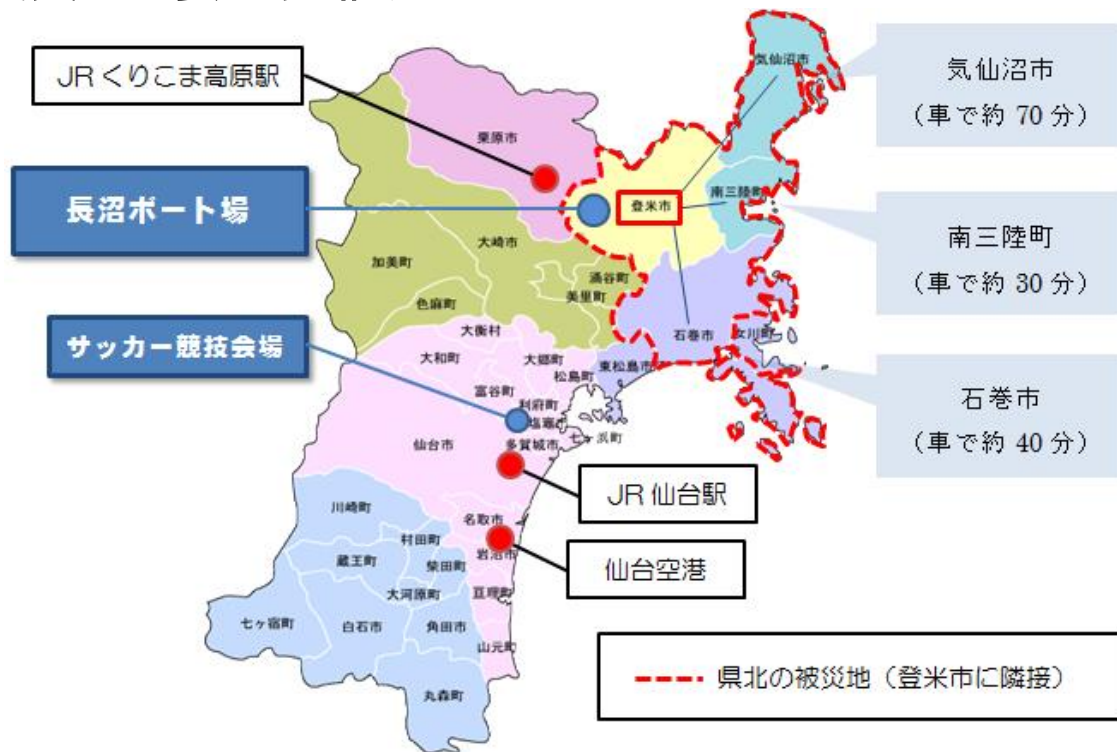 JRくりこま高原駅
長沼ボート場
サッカー競技会場
JR仙台駅
仙台空港
気仙沼市
（車で約 70 分）
南三陸町
（車で約 30 分）
石巻市
（車で約 40 分）
気仙沼市
栗原市
南三陸町
登米市
大崎市
加美町
涌谷町
美里町
色麻町
大衡村
石巻市
女川町
大和町
大郷町
東松島市
松島町
富谷町
利府町
塩竈市
七ヶ浜町
仙台市
多賀城市
川崎町
名取市
村田町
岩沼市
蔵王町
柴田町
大河原町
亘理町
七ヶ宿町
白石市
角田市
山元町
丸森町
県北の被災地（登米市に隣接）